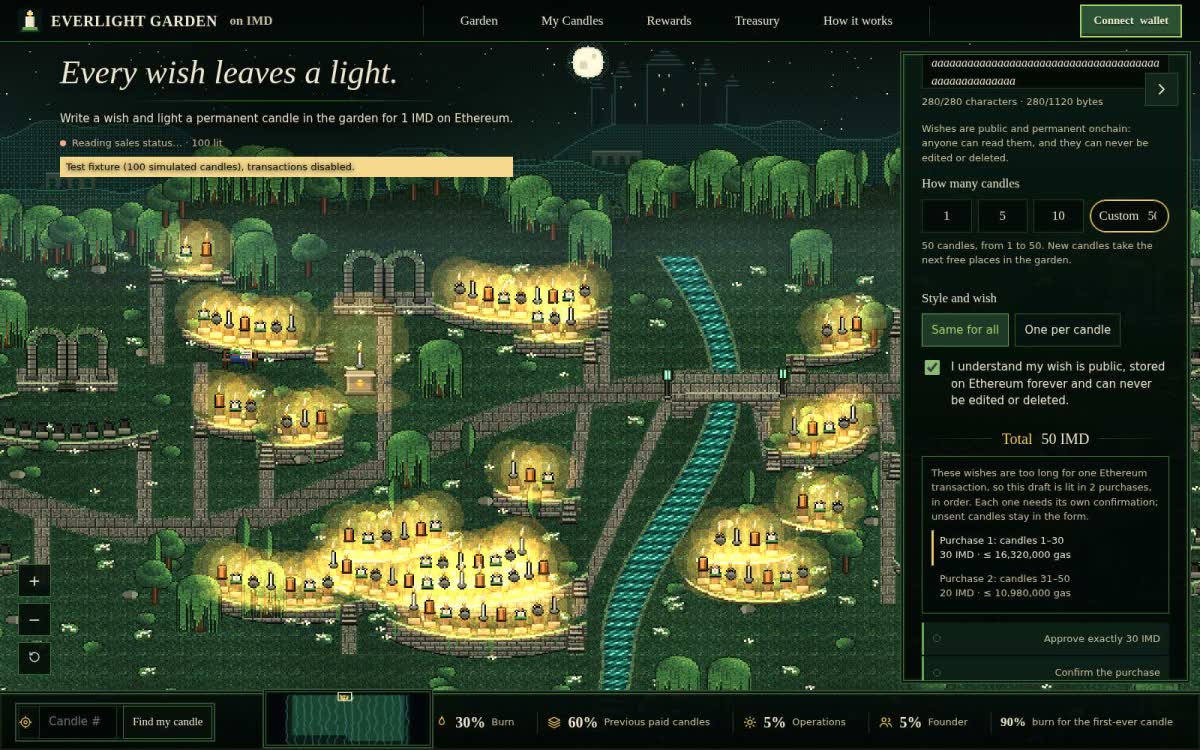 EVERLIGHT GARDEN on IMD
Garden
My Candles
Rewards
Treasury
How it works
Connect wallet
Every wish leaves a light.
Write a wish and light a permanent candle in the garden for 1 IMD on Ethereum.
Reading sales status... · 100 lit
Test fixture (100 simulated candles), transactions disabled.
aaaaaaaaaaaaaa
280/280 characters · 280/1120 bytes
Wishes are public and permanent onchain:
anyone can read them, and they can never be
edited or deleted.
How many candles
1
5
10
Custom 50
50 candles, from 1 to 50. New candles take the
next free places in the garden.
Style and wish
Same for all
One per candle
I understand my wish is public, stored
on Ethereum forever and can never
be edited or deleted.
Total 50 IMD
These wishes are too long for one Ethereum
transaction, so this draft is lit in 2 purchases,
in order. Each one needs its own confirmation;
unsent candles stay in the form.
Purchase 1: candles 1–30
30 IMD · ≤ 16,320,000 gas
Purchase 2: candles 31–50
20 IMD · ≤ 10,980,000 gas
Approve exactly 30 IMD
Confirm the purchase
+
−
Candle #
Find my candle
30% Burn
60% Previous paid candles
5% Operations
5% Founder
90% burn for the first-ever candle